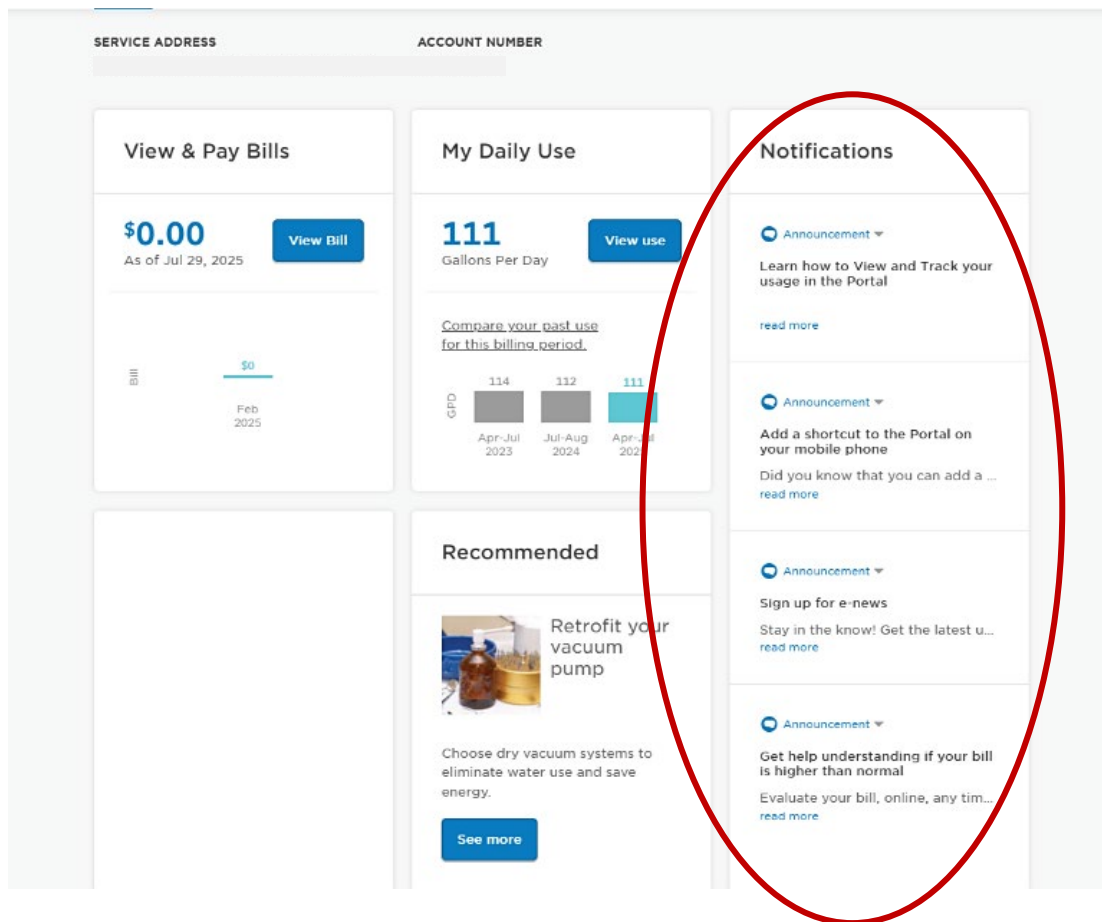 SERVICE ADDRESS
ACCOUNT NUMBER
View & Pay Bills
$0.00
As of Jul 29, 2025
View Bill
Bill
$0
Feb
2025
My Daily Use
111
Gallons Per Day
View use
Compare your past use
for this billing period.
GPD
114
112
111
Apr-Jul
2023
Jul-Aug
2024
Apr-Jul
Recommended
Retrofit your
vacuum
pump
Choose dry vacuum systems to
eliminate water use and save
energy.
See more
Notifications
Announcement
Learn how to View and Track your
usage in the Portal
read more
Announcement
Add a shortcut to the Portal on
your mobile phone
Did you know that you can add a ...
read more
Announcement
Sign up for e-news
Stay in the know! Get the latest u...
read more
Announcement
Get help understanding if your bill
is higher than normal
Evaluate your bill, online, any tim...
read more